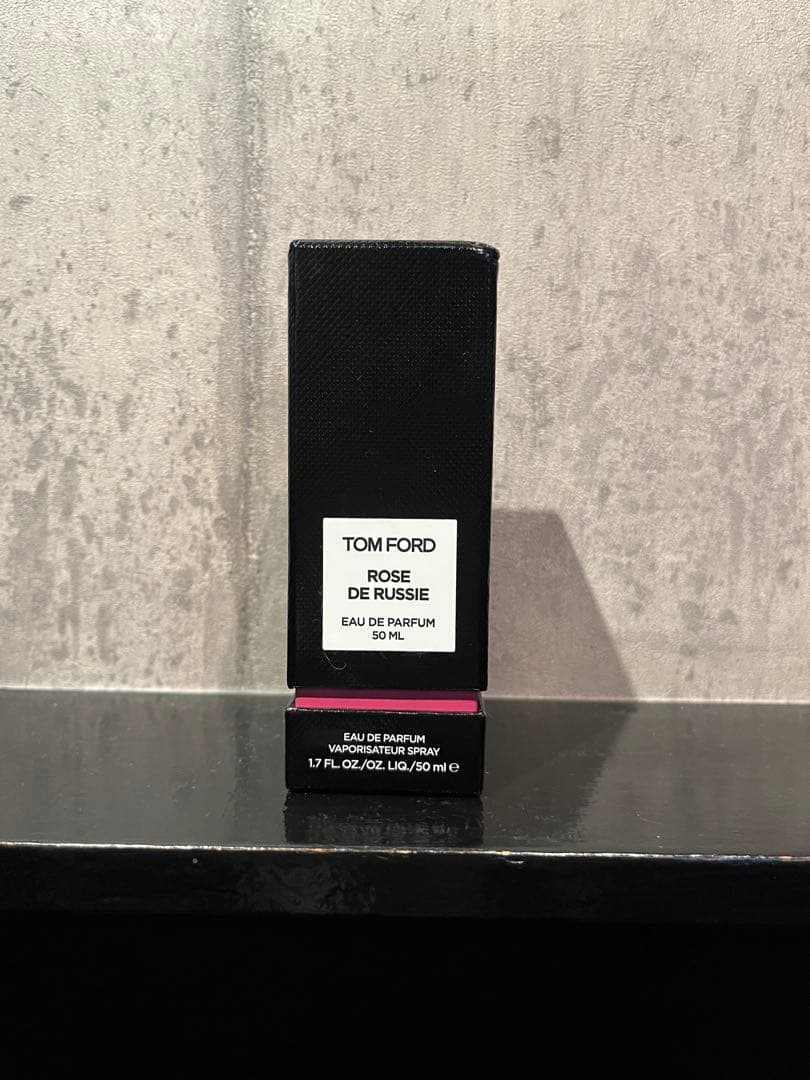 TOM FORD
ROSE
DE RUSSIE
EAU DE PARFUM
50 ML
EAU DE PARFUM
VAPORISATEUR SPRAY
1.7 FL. OZ./OZ. LIQ./50 ml ℮